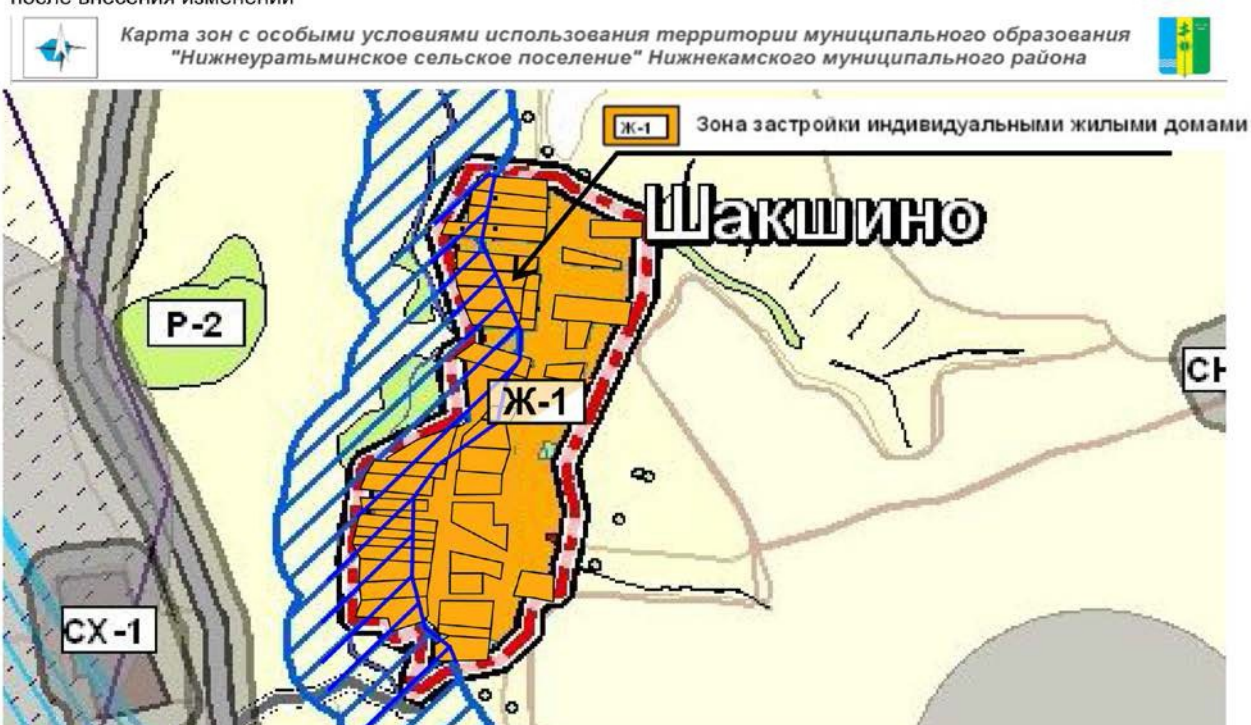 после внесения изменений
Карта зон с особыми условиями использования территории муниципального образования
"Нижнеуратьминское сельское поселение" Нижнекамского муниципального района
Ж-1 Зона застройки индивидуальными жилыми домами
Шакшино
Р-2
Ж-1
СХ-1